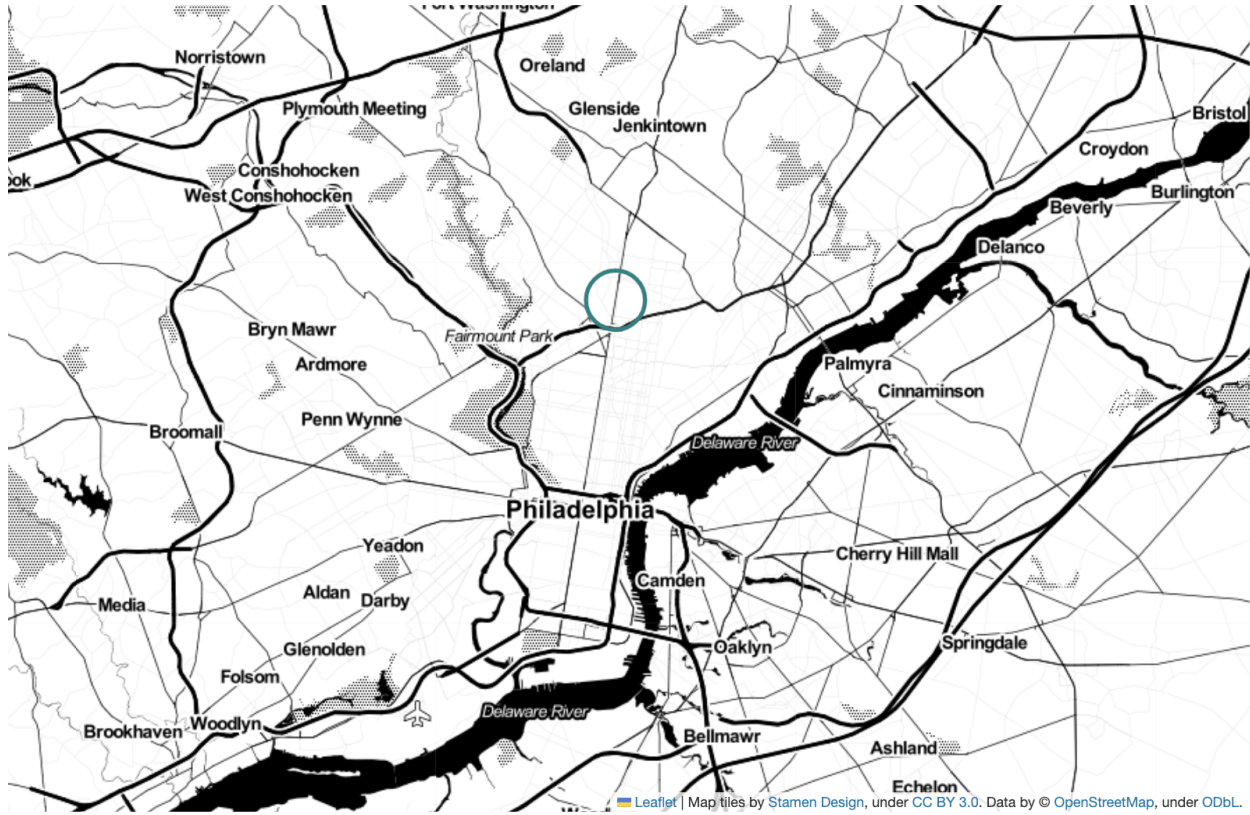 Fort Washington
Norristown
Oreland
Plymouth Meeting
Glenside
Jenkintown
Bristol
Croydon
Conshohocken
West Conshohocken
Burlington
Beverly
Delanco
Bryn Mawr
Fairmount Park
Ardmore
Palmyra
Cinnaminson
Penn Wynne
Broomall
Delaware River
Philadelphia
Yeadon
Cherry Hill Mall
Camden
Aldan
Darby
Media
Glenolden
Oaklyn
Springdale
Folsom
Delaware River
Brookhaven
Woodlyn
Bellmawr
Ashland
Echelon
Leaflet | Map tiles by Stamen Design, under CC BY 3.0. Data by © OpenStreetMap, under ODbL.